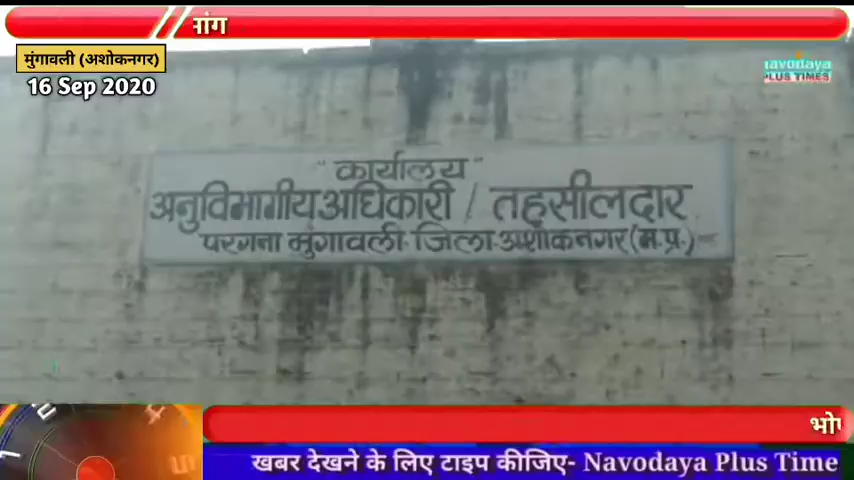 मांग
मुंगावली (अशोकनगर)
16 Sep 2020
navodaya
PLUS TIMES
"कार्यालय"
अनुविभागीय अधिकारी / तहसीलदार
परगना मुंगावली जिला-अशोकनगर (म.प्र.)
खबर देखने के लिए टाइप कीजिए- Navodaya Plus Time